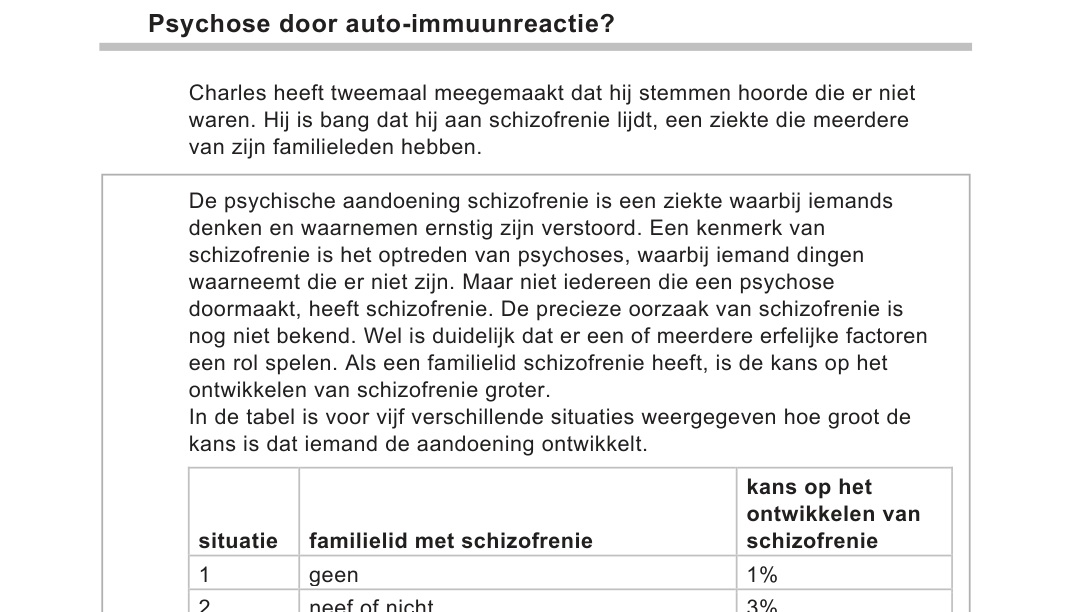 Psychose door auto-immuunreactie?
Charles heeft tweemaal meegemaakt dat hij stemmen hoorde die er niet
waren. Hij is bang dat hij aan schizofrenie lijdt, een ziekte die meerdere
van zijn familieleden hebben.
De psychische aandoening schizofrenie is een ziekte waarbij iemands
denken en waarnemen ernstig zijn verstoord. Een kenmerk van
schizofrenie is het optreden van psychoses, waarbij iemand dingen
waarneemt die er niet zijn. Maar niet iedereen die een psychose
doormaakt, heeft schizofrenie. De precieze oorzaak van schizofrenie is
nog niet bekend. Wel is duidelijk dat er een of meerdere erfelijke factoren
een rol spelen. Als een familielid schizofrenie heeft, is de kans op het
ontwikkelen van schizofrenie groter.
In de tabel is voor vijf verschillende situaties weergegeven hoe groot de
kans is dat iemand de aandoening ontwikkelt.
situatie familielid met schizofrenie kans op het
ontwikkelen van
schizofrenie
1 geen 1%
2 neef of nicht 3%